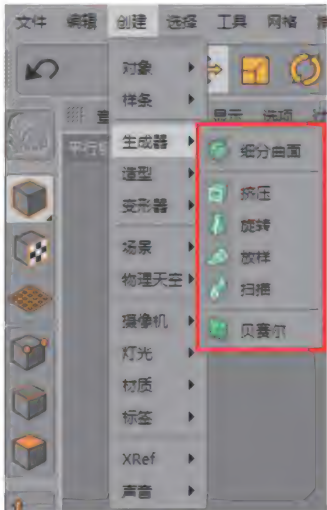 文件 编辑 创建 选择 工具 网格
对象
样条
显示 选项
生成器
细分曲面
造型
挤压
变形器
旋转
场景
放样
物理天空
扫描
摄像机
贝赛尔
灯光
材质
标签
XRef
声音